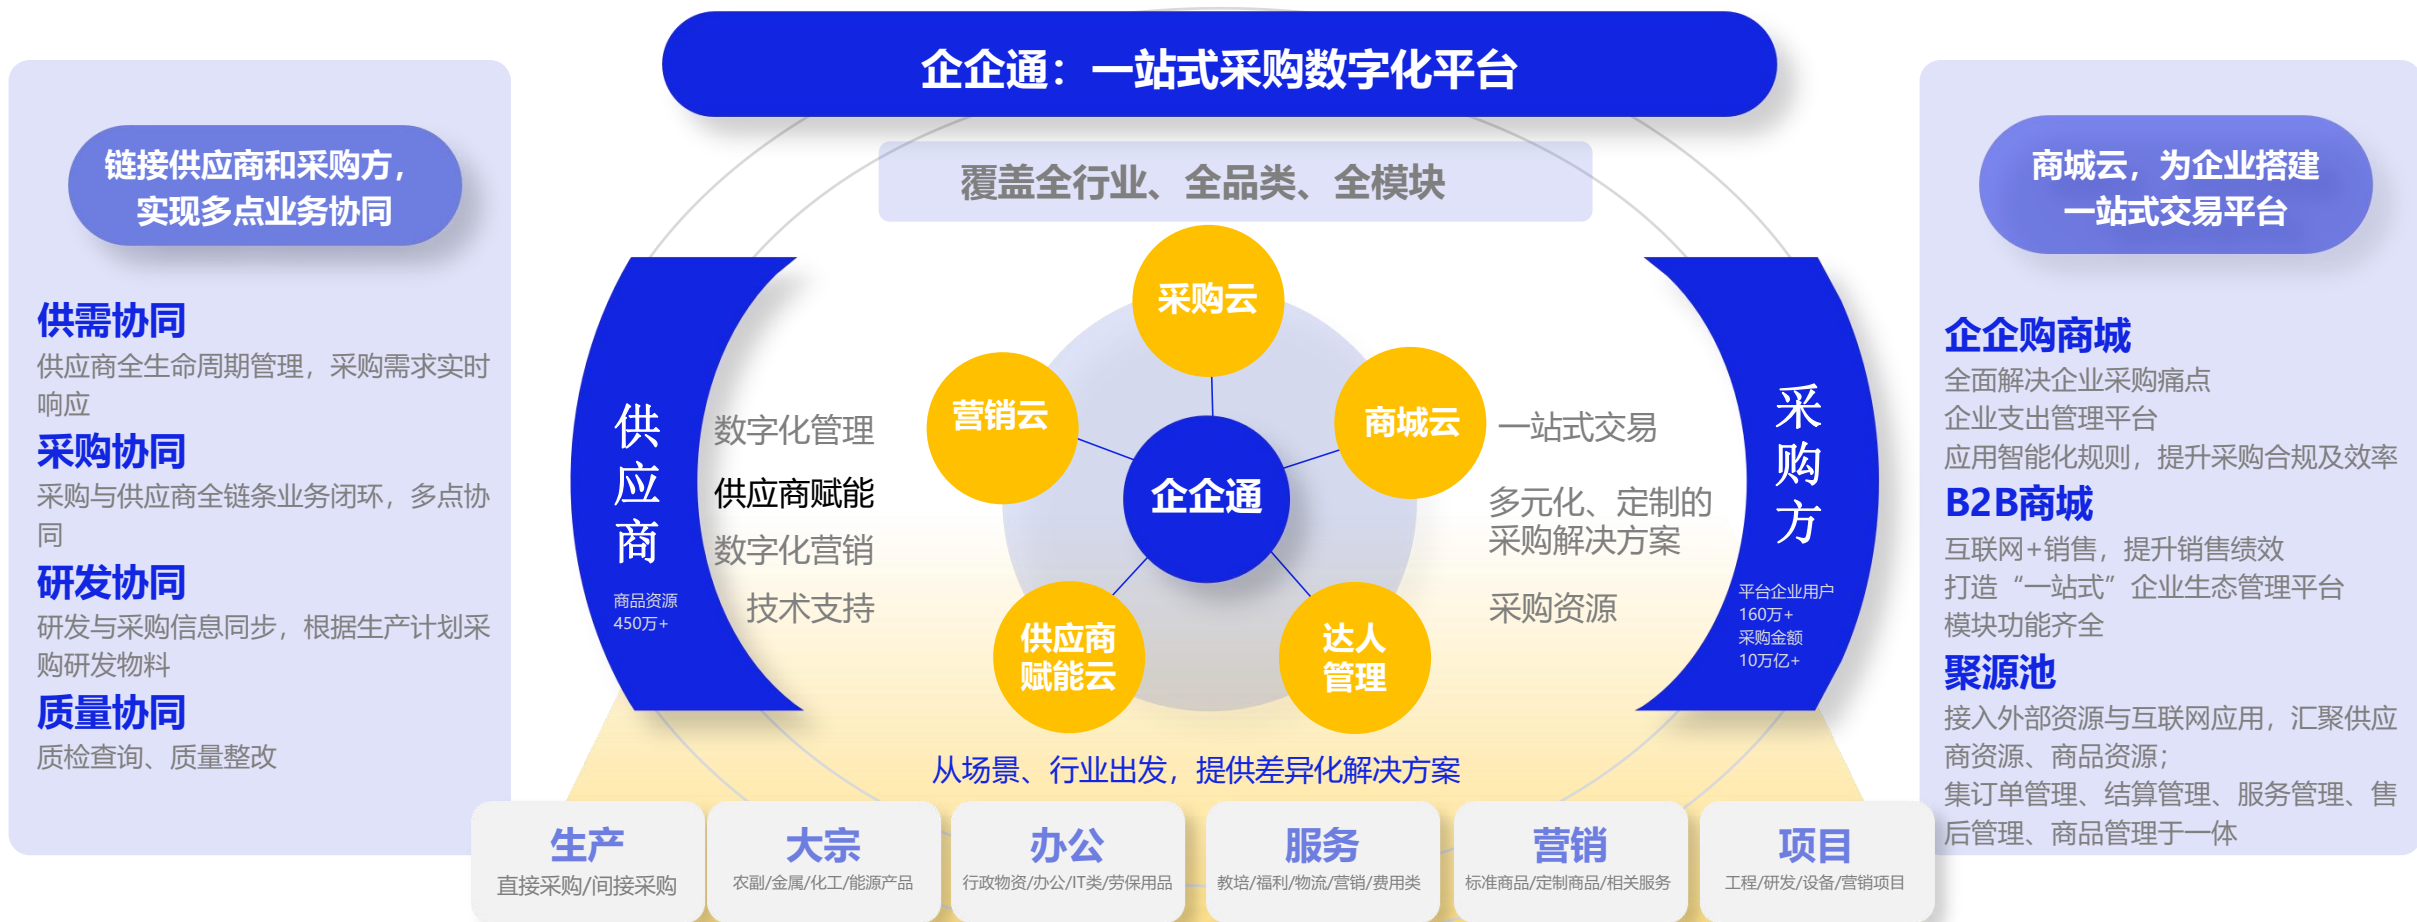 企企通：一站式采购数字化平台
覆盖全行业、全品类、全模块
链接供应商和采购方，
实现多点业务协同
供需协同
供应商全生命周期管理，采购需求实时
响应
采购协同
采购与供应商全链条业务闭环，多点协
同
研发协同
研发与采购信息同步，根据生产计划采
购研发物料
质量协同
质检查询、质量整改
供应商
商品资源
450万+
数字化管理
供应商赋能
数字化营销
技术支持
采购云
营销云
商城云
企企通
供应商
赋能云
达人
管理
一站式交易
多元化、定制的
采购解决方案
采购资源
采购方
平台企业用户
160万+
采购金额
10万亿+
从场景、行业出发，提供差异化解决方案
商城云，为企业搭建
一站式交易平台
企企购商城
全面解决企业采购痛点
企业支出管理平台
应用智能化规则，提升采购合规及效率
B2B商城
互联网+销售，提升销售绩效
打造“一站式”企业生态管理平台
模块功能齐全
聚源池
接入外部资源与互联网应用，汇聚供应
商资源、商品资源；
集订单管理、结算管理、服务管理、售
后管理、商品管理于一体
生产
直接采购/间接采购
大宗
农副/金属/化工/能源产品
办公
行政物资/办公/IT类/劳保用品
服务
教培/福利/物流/营销/费用类
营销
标准商品/定制商品/相关服务
项目
工程/研发/设备/营销项目